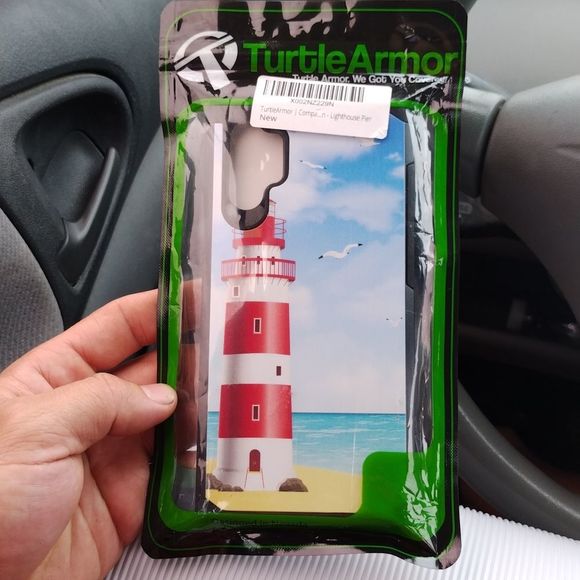 TurtleArmor
Turtle Armor. We Got You Covered!
X002NZ229N
TurtleArmor | Compa...n - Lighthouse Pier
New